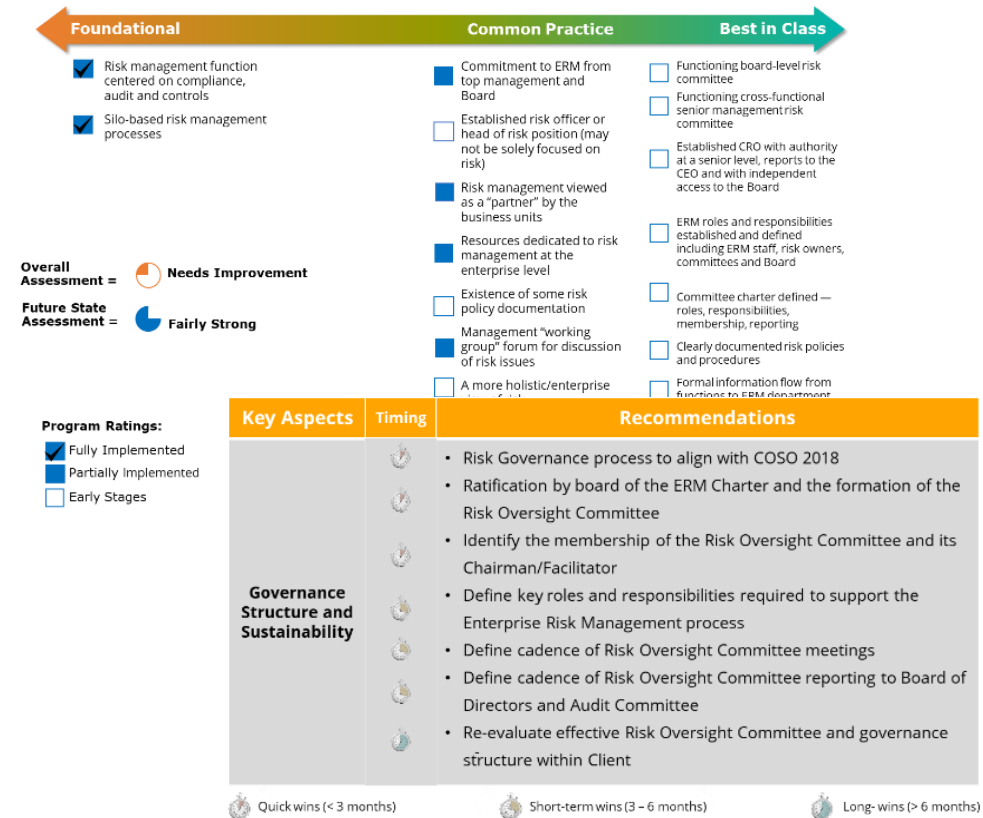 Foundational
Common Practice
Best in Class
Risk management function
centered on compliance,
audit and controls
Silo-based risk management
processes
Commitment to ERM from
top management and
Board
Established risk officer or
head of risk position (may
not be solely focused on
risk)
Risk management viewed
as a “partner” by the
business units
Resources dedicated to risk
management at the
enterprise level
Existence of some risk
policy documentation
Management “working
group” forum for discussion
of risk issues
A more holistic/enterprise
Functioning board-level risk
committee
Functioning cross-functional
senior management risk
committee
Established CRO with authority
at a senior level, reports to the
CEO and with independent
access to the Board
ERM roles and responsibilities
established and defined
including ERM staff, risk owners,
committees and Board
Committee charter defined —
roles, responsibilities,
membership, reporting
Clearly documented risk policies
and procedures
Formal information flow from
functions to ERM department
Overall
Assessment =
Needs Improvement
Future State
Assessment =
Fairly Strong
Program Ratings:
Fully Implemented
Partially Implemented
Early Stages
Key Aspects
Timing
Recommendations
Governance
Structure and
Sustainability
• Risk Governance process to align with COSO 2018
• Ratification by board of the ERM Charter and the formation of the
Risk Oversight Committee
• Identify the membership of the Risk Oversight Committee and its
Chairman/Facilitator
• Define key roles and responsibilities required to support the
Enterprise Risk Management process
• Define cadence of Risk Oversight Committee meetings
• Define cadence of Risk Oversight Committee reporting to Board of
Directors and Audit Committee
• Re-evaluate effective Risk Oversight Committee and governance
structure within Client
Quick wins (< 3 months)
Short-term wins (3 – 6 months)
Long- wins (> 6 months)